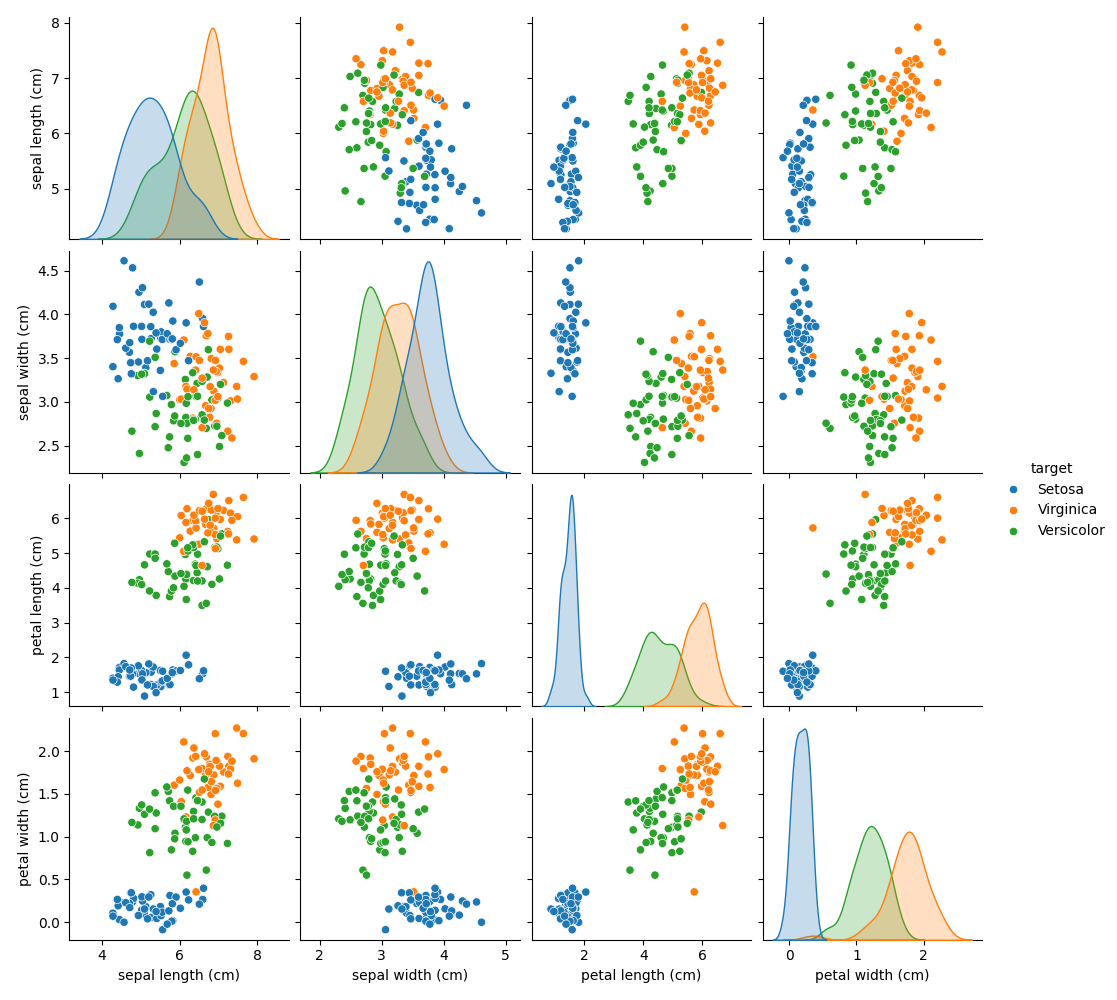 8
7
6
5
sepal length (cm)
4.5
4.0
3.5
3.0
2.5
sepal width (cm)
target
Setosa
Virginica
Versicolor
6
5
4
3
2
1
petal length (cm)
2.0
1.5
1.0
0.5
0.0
petal width (cm)
4 6 8
2 3 4 5
2 4 6
0 1 2
sepal length (cm)
sepal width (cm)
petal length (cm)
petal width (cm)